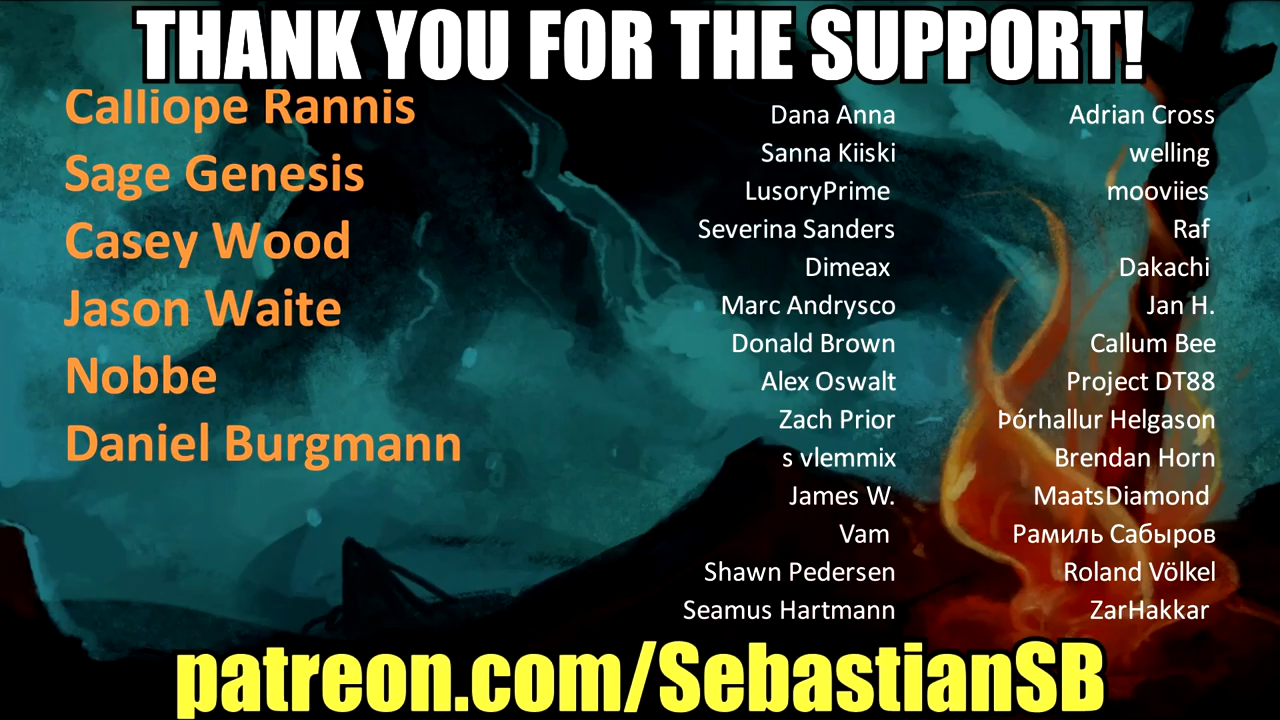 THANK YOU FOR THE SUPPORT!
Calliope Rannis
Sage Genesis
Casey Wood
Jason Waite
Nobbe
Daniel Burgmann
Dana Anna
Sanna Kiiski
LusoryPrime
Severina Sanders
Dimeax
Marc Andrysco
Donald Brown
Alex Oswalt
Zach Prior
s vlemmix
James W.
Vam
Shawn Pedersen
Seamus Hartmann
Adrian Cross
welling
mooviies
Raf
Dakachi
Jan H.
Callum Bee
Project DT88
Þórhallur Helgason
Brendan Horn
MaatsDiamond
Рамиль Сабыров
Roland Völkel
ZarHakkar
patreon.com/SebastianSB